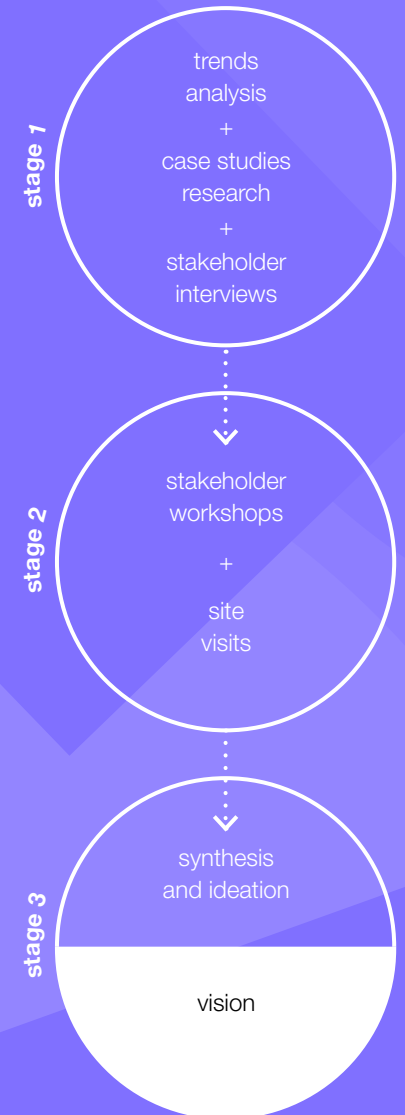 stage 1
trends
analysis
+
case studies
research
+
stakeholder
interviews
stage 2
stakeholder
workshops
+
site
visits
stage 3
synthesis
and ideation
vision